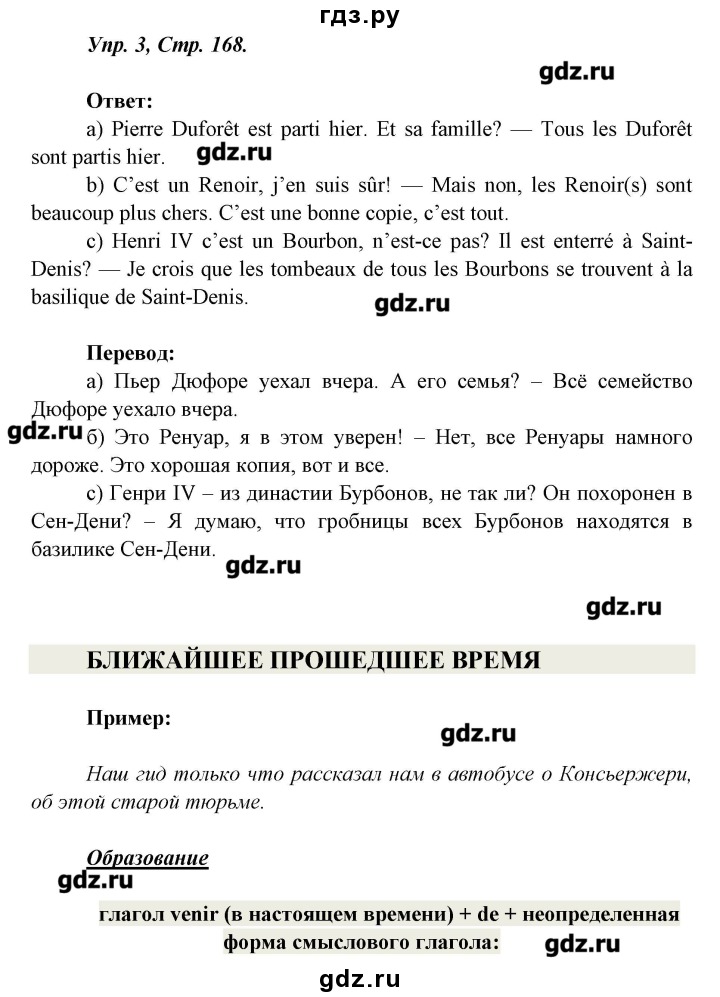 гдз.ру
Упр. 3, Стр. 168.
gdz.ru
Ответ:
a) Pierre Duforêt est parti hier. Et sa famille? — Tous les Duforêt
sont partis hier.
gdz.ru
b) C’est un Renoir, j’en suis sûr! — Mais non, les Renoir(s) sont
beaucoup plus chers. C’est une bonne copie, c’est tout.
c) Henri IV c’est un Bourbon, n’est-ce pas? Il est enterré à Saint-
Denis? — Je crois que les tombeaux de tous les Bourbons se trouvent à la
basilique de Saint-Denis.
gdz.ru
Перевод:
а) Пьер Дюфоре уехал вчера. А его семья? – Всё семейство
Дюфоре уехало вчера.
gdz.ru
б) Это Ренуар, я в этом уверен! – Нет, все Ренуары намного
дороже. Это хорошая копия, вот и все.
с) Генри IV – из династии Бурбонов, не так ли? Он похоронен в
Сен-Дени? – Я думаю, что гробницы всех Бурбонов находятся в
базилике Сен-Дени.
gdz.ru
gdz.ru
БЛИЖАЙШЕЕ ПРОШЕДШЕЕ ВРЕМЯ
Пример:
gdz.ru
Наш гид только что рассказал нам в автобусе о Консьержери,
об этой старой тюрьме.
Образование
gdz.ru
глагол venir (в настоящем времени) + de + неопределенная
форма смыслового глагола:
gdz.ru
gdz.ru